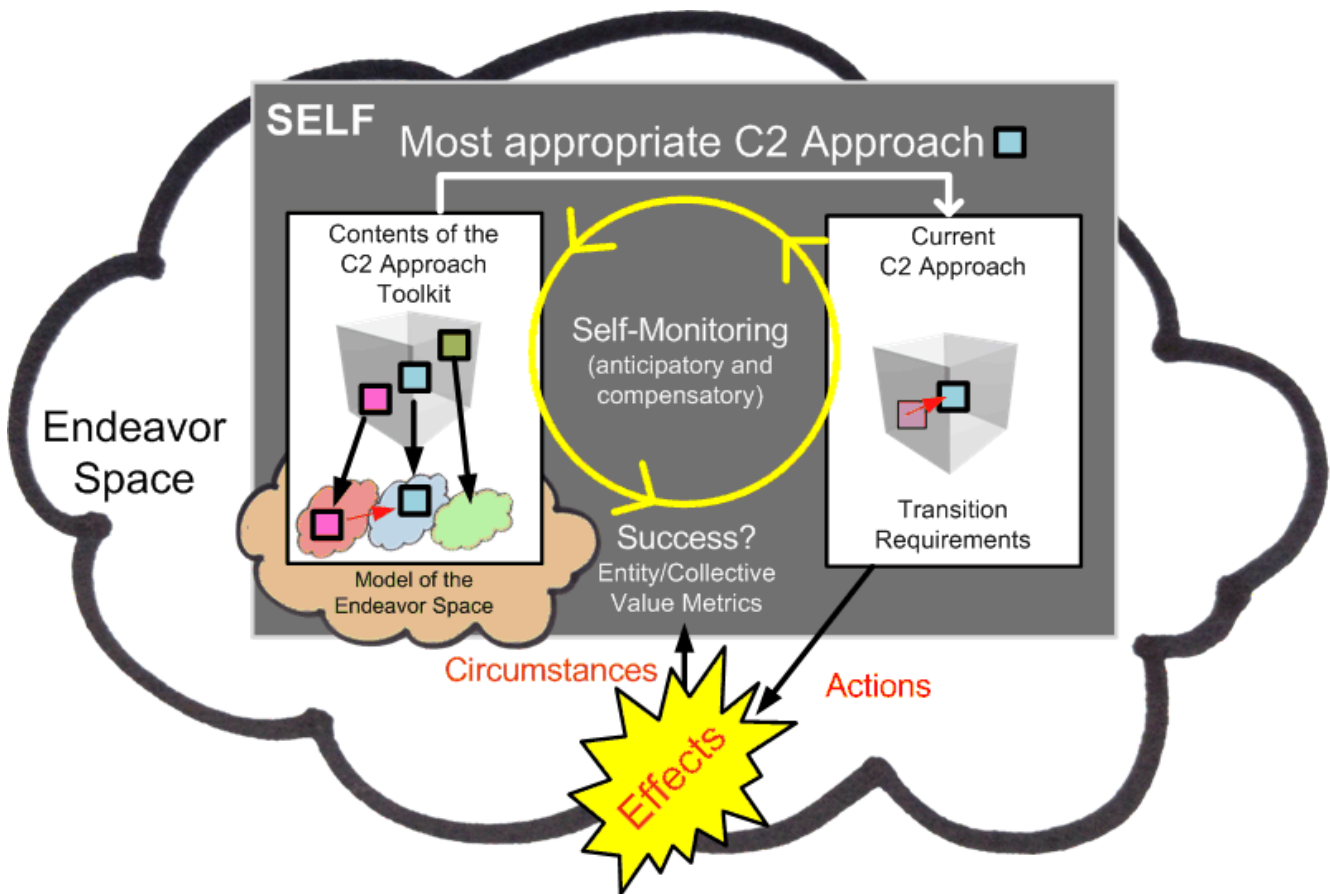 SELF
Most appropriate C2 Approach
Contents of the
C2 Approach
Toolkit
Current
C2 Approach
Self-Monitoring
(anticipatory and
compensatory)
Endeavor
Space
Transition
Requirements
Success?
Entity/Collective
Value Metrics
Model of the
Endeavor Space
Circumstances
Actions
Effects